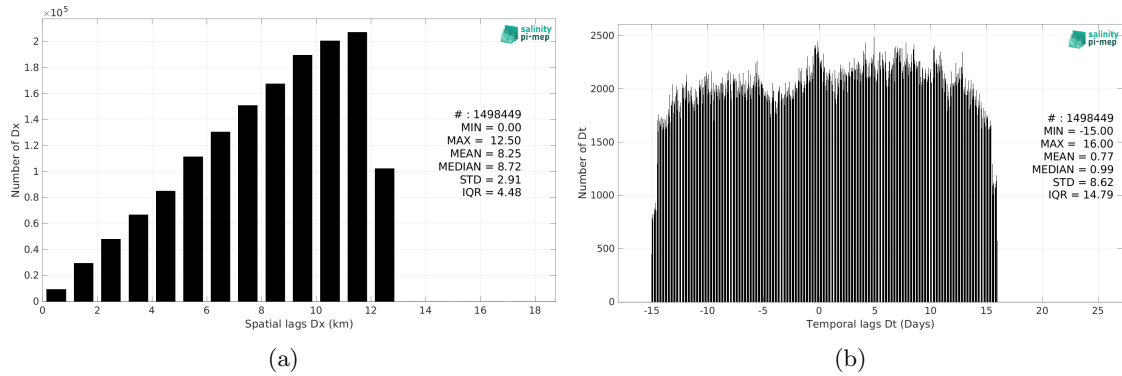 ×10⁵
2
1.8
1.6
1.4
1.2
1
0.8
0.6
0.4
0.2
0
Number of Dx
salinity
pi-mep
# : 1498449
MIN = 0.00
MAX = 12.50
MEAN = 8.25
MEDIAN = 8.72
STD = 2.91
IQR = 4.48
0 2 4 6 8 10 12 14 16 18
Spatial lags Dx (km)
(a)
2500
2000
1500
1000
500
0
Number of Dt
salinity
pi-mep
# : 1498449
MIN = -15.00
MAX = 16.00
MEAN = 0.77
MEDIAN = 0.99
STD = 8.62
IQR = 14.79
-15 -10 -5 0 5 10 15 20 25
Temporal lags Dt (Days)
(b)